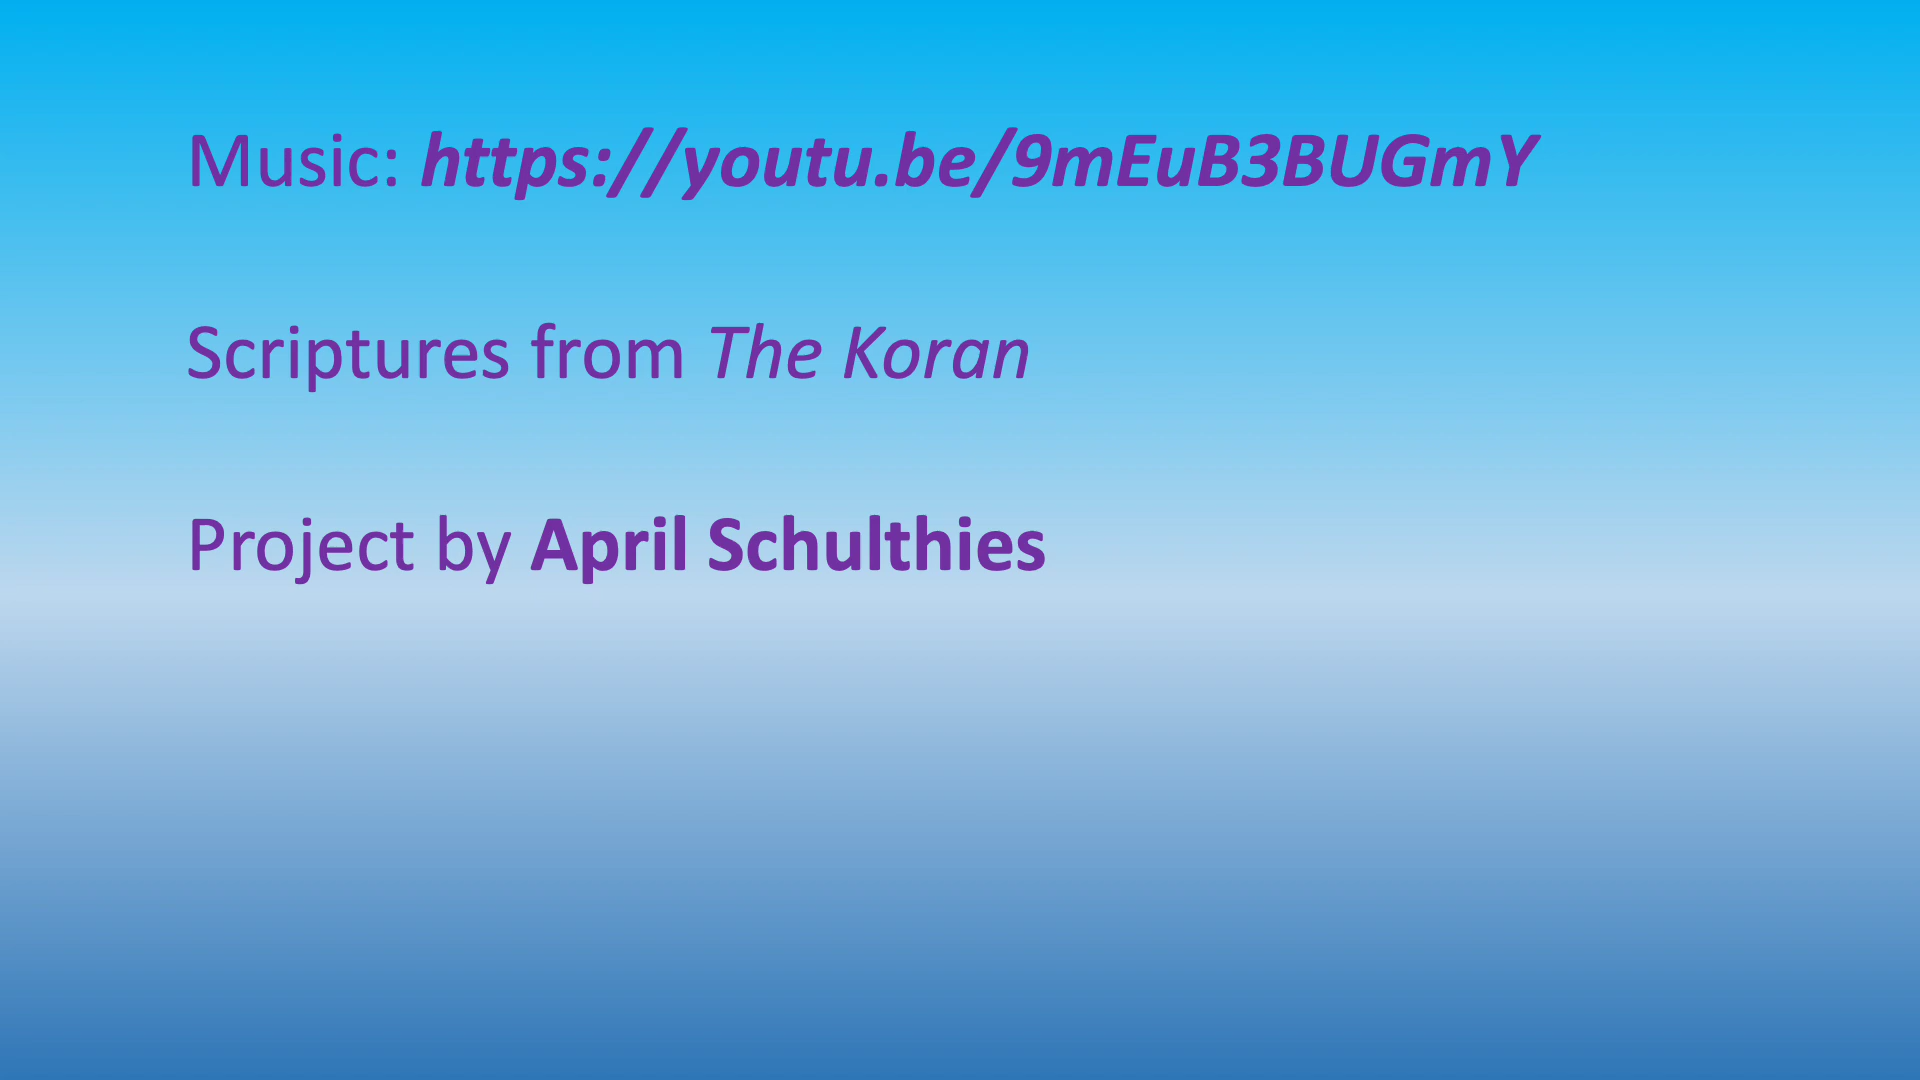 Music: https://youtu.be/9mEuB3BUGmY
Scriptures from The Koran
Project by April Schulthies